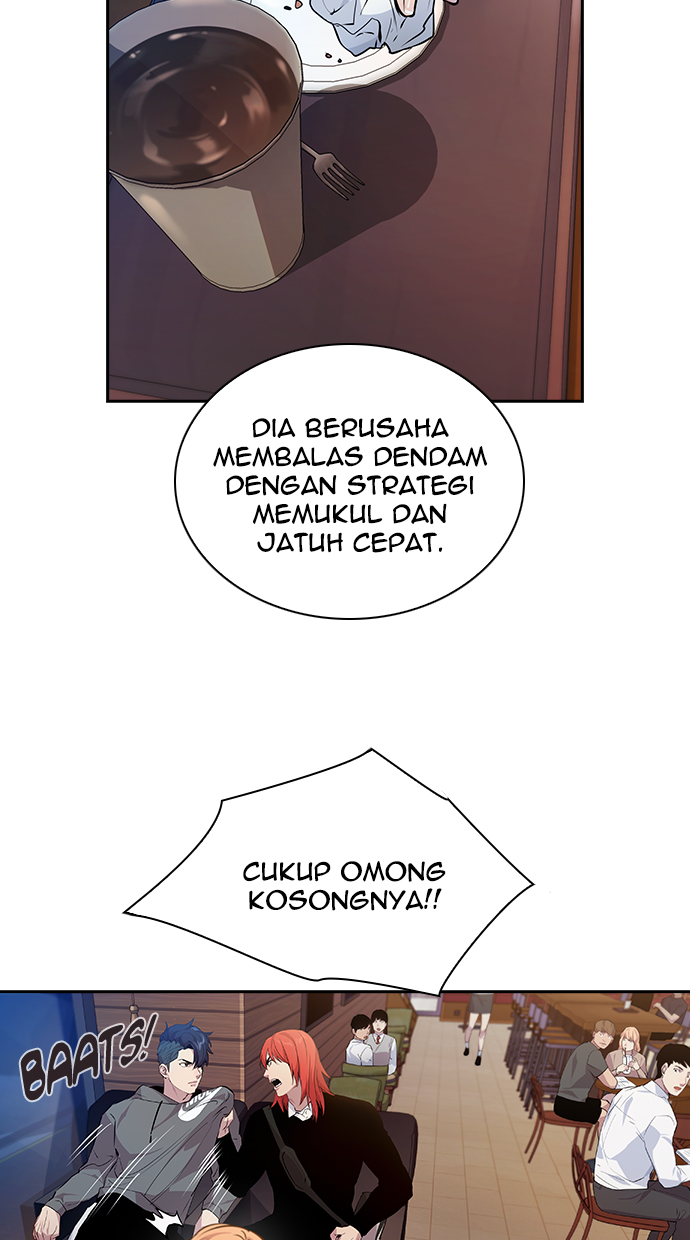 DIA BERUSAHA
MEMBALAS DENDAM
DENGAN STRATEGI
MEMUKUL DAN
JATUH CEPAT.
CUKUP OMONG
KOSONGNYA!!
BAATS!